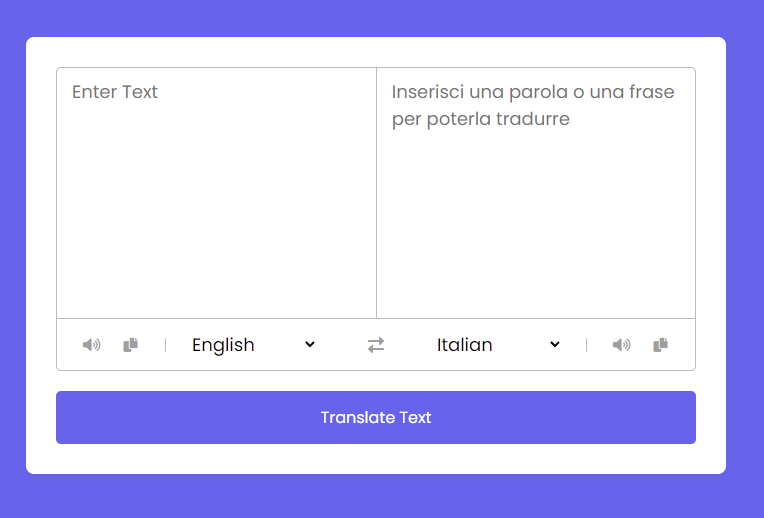 Enter Text
Inserisci una parola o una frase
per poterla tradurre
English
Italian
Translate Text